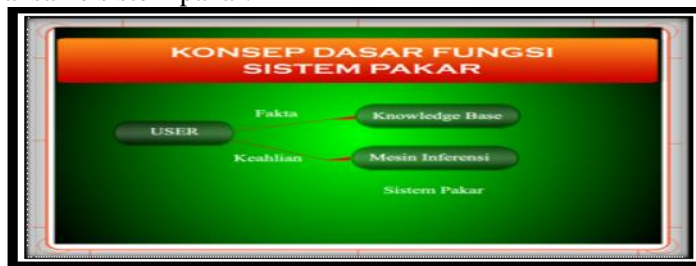 KONSEP DASAR FUNGSI
SISTEM PAKAR
Fakta
Knowledge Base
USER
Keahlian
Mesin Inferensi
Sistem Pakar